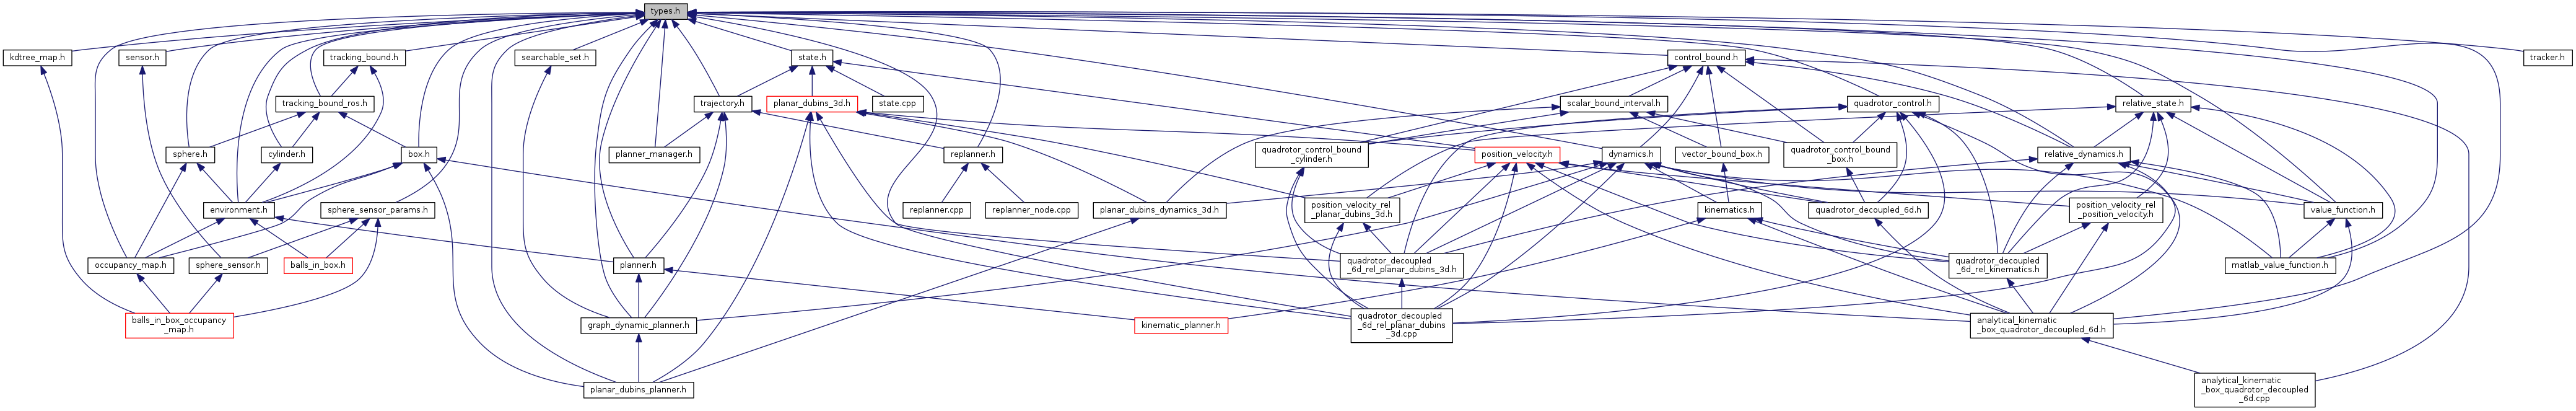 types.h
kdtree_map.h
sensor.h
tracking_bound.h
searchable_set.h
state.h
control_bound.h
tracker.h
tracking_bound_ros.h
trajectory.h
planar_dubins_3d.h
state.cpp
scalar_bound_interval.h
quadrotor_control.h
relative_state.h
sphere.h
cylinder.h
box.h
planner_manager.h
replanner.h
quadrotor_control_bound
_cylinder.h
position_velocity.h
dynamics.h
vector_bound_box.h
quadrotor_control_bound
_box.h
relative_dynamics.h
environment.h
sphere_sensor_params.h
replanner.cpp
replanner_node.cpp
planar_dubins_dynamics_3d.h
position_velocity_rel
_planar_dubins_3d.h
kinematics.h
quadrotor_decoupled_6d.h
position_velocity_rel
_position_velocity.h
value_function.h
occupancy_map.h
sphere_sensor.h
balls_in_box.h
planner.h
quadrotor_decoupled
_6d_rel_planar_dubins_3d.h
quadrotor_decoupled
_6d_rel_kinematics.h
matlab_value_function.h
balls_in_box_occupancy
_map.h
graph_dynamic_planner.h
kinematic_planner.h
quadrotor_decoupled
_6d_rel_planar_dubins
_3d.cpp
analytical_kinematic
_box_quadrotor_decoupled_6d.h
planar_dubins_planner.h
analytical_kinematic
_box_quadrotor_decoupled
_6d.cpp